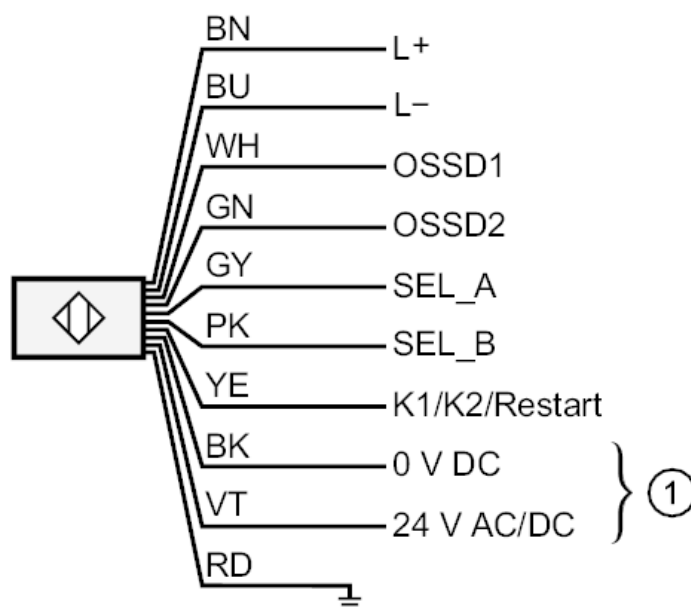 BN L+
BU L−
WH OSSD1
GN OSSD2
GY SEL_A
PK SEL_B
YE K1/K2/Restart
BK 0 V DC
VT 24 V AC/DC
1
RD